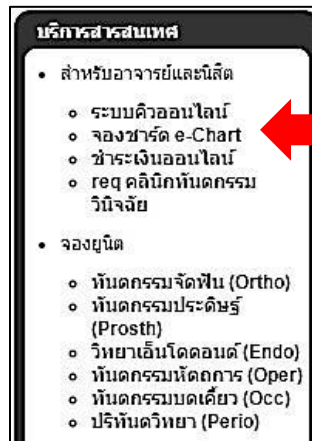 บริการสารสนเทศ
สำหรับอาจารย์และนิสิต
ระบบคิวออนไลน์
จองชาร์ต e-Chart
ชำระเงินออนไลน์
req คลินิกทันตกรรม
วินิจฉัย
จองยูนิต
ทันตกรรมจัดฟัน (Ortho)
ทันตกรรมประดิษฐ์
(Prosth)
วิทยาเอ็นโดดอนต์ (Endo)
ทันตกรรมหัตถการ (Oper)
ทันตกรรมบดเคี้ยว (Occ)
ปริทันตวิทยา (Perio)